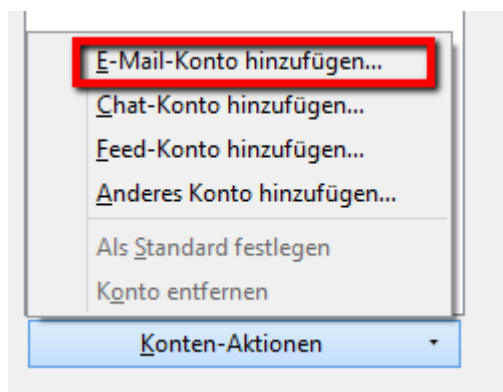 E-Mail-Konto hinzufügen...
Chat-Konto hinzufügen...
Feed-Konto hinzufügen...
Anderes Konto hinzufügen...
Als Standard festlegen
Konto entfernen
Konten-Aktionen